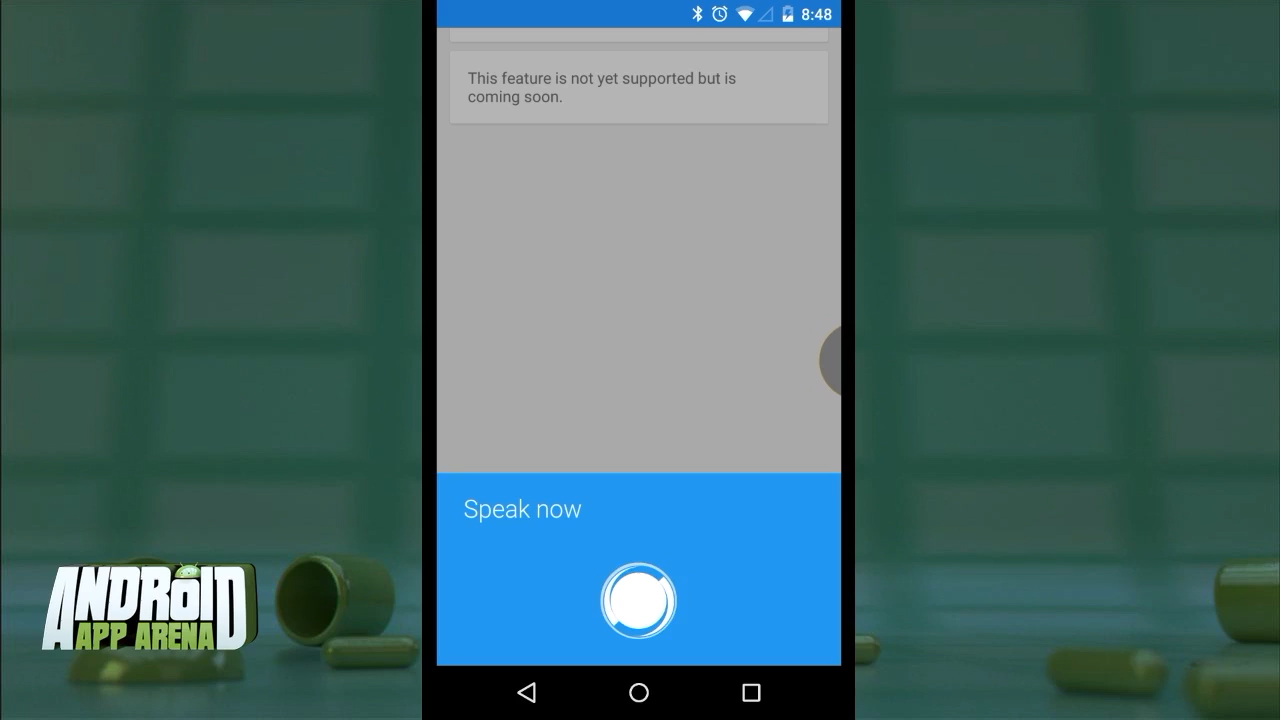 8:48
This feature is not yet supported but is
coming soon.
Speak now
ANDROID
APP ARENA